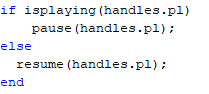 if isplaying(handles.pl)
    pause(handles.pl);
else
  resume(handles.pl);
end